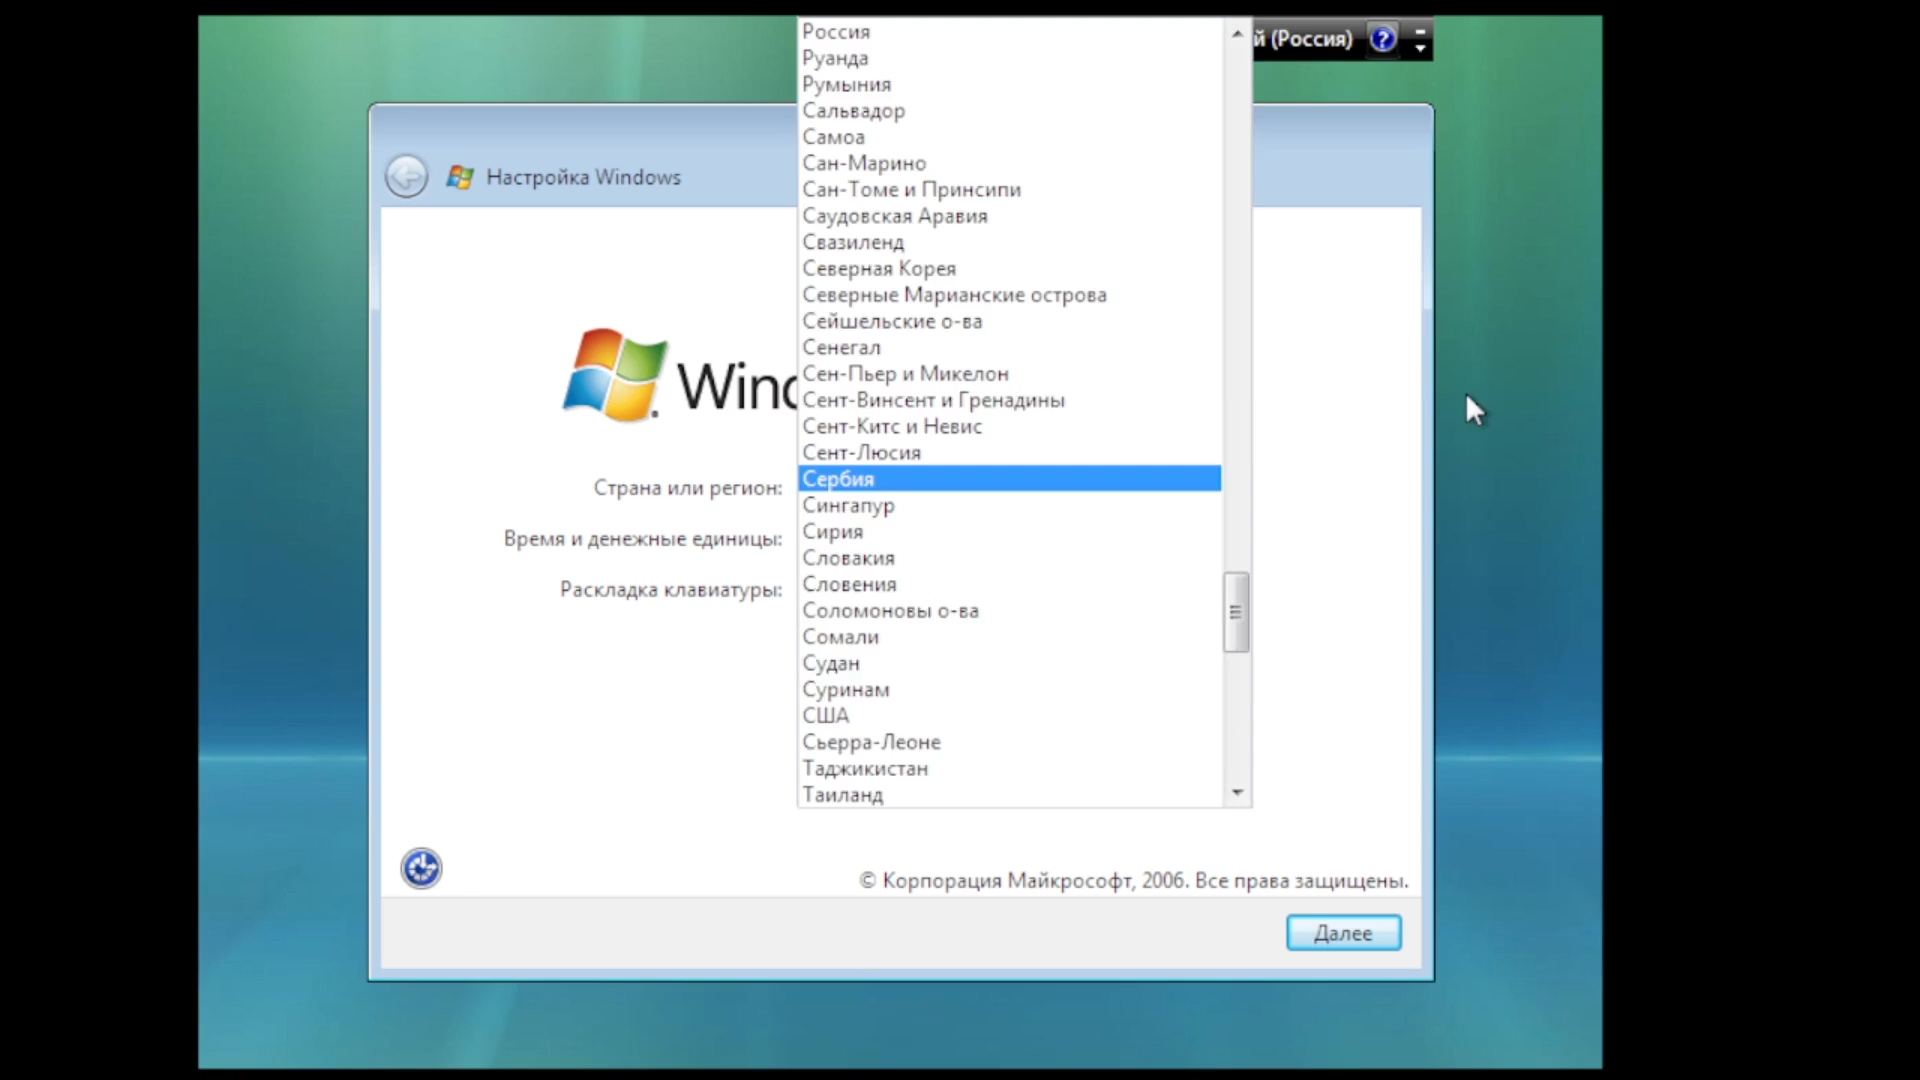 й (Россия)
Настройка Windows
Wind
Страна или регион:
Время и денежные единицы:
Раскладка клавиатуры:
Россия
Руанда
Румыния
Сальвадор
Самоа
Сан-Марино
Сан-Томе и Принсипи
Саудовская Аравия
Свазиленд
Северная Корея
Северные Марианские острова
Сейшельские о-ва
Сенегал
Сен-Пьер и Микелон
Сент-Винсент и Гренадины
Сент-Китс и Невис
Сент-Люсия
Сербия
Сингапур
Сирия
Словакия
Словения
Соломоновы о-ва
Сомали
Судан
Суринам
США
Сьерра-Леоне
Таджикистан
Таиланд
© Корпорация Майкрософт, 2006. Все права защищены.
Далее